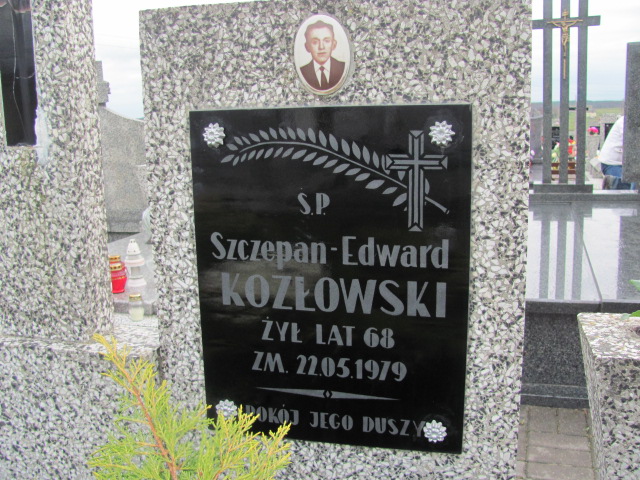 Ś.P.
Szczepan-Edward
KOZŁOWSKI
ŻYŁ LAT 68
ZM. 22.05.1979
POKÓJ JEGO DUSZY